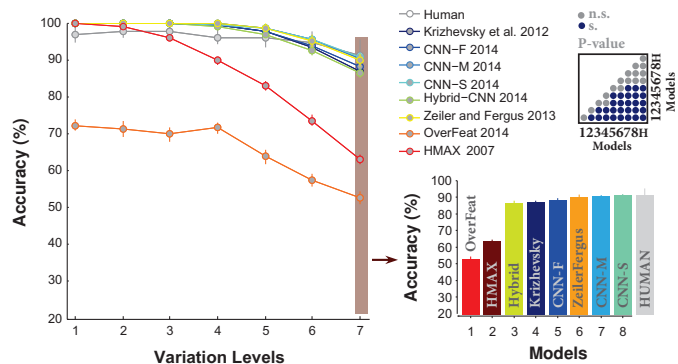 100
90
80
70
60
50
40
30
20
Accuracy (%)
1 2 3 4 5 6 7
Variation Levels
Human
Krizhevsky et al. 2012
CNN−F 2014
CNN−M 2014
CNN−S 2014
Hybrid−CNN 2014
Zeiler and Fergus 2013
OverFeat 2014
HMAX 2007
n.s.
s.
P-value
12345678H
Models
12345678H
Models
100
90
80
70
60
50
40
30
20
Accuracy (%)
OverFeat
HMAX
Hybrid
Krizhevsky
CNN-F
ZeilerFergus
CNN-M
CNN-S
HUMAN
1 2 3 4 5 6 7 8
Models